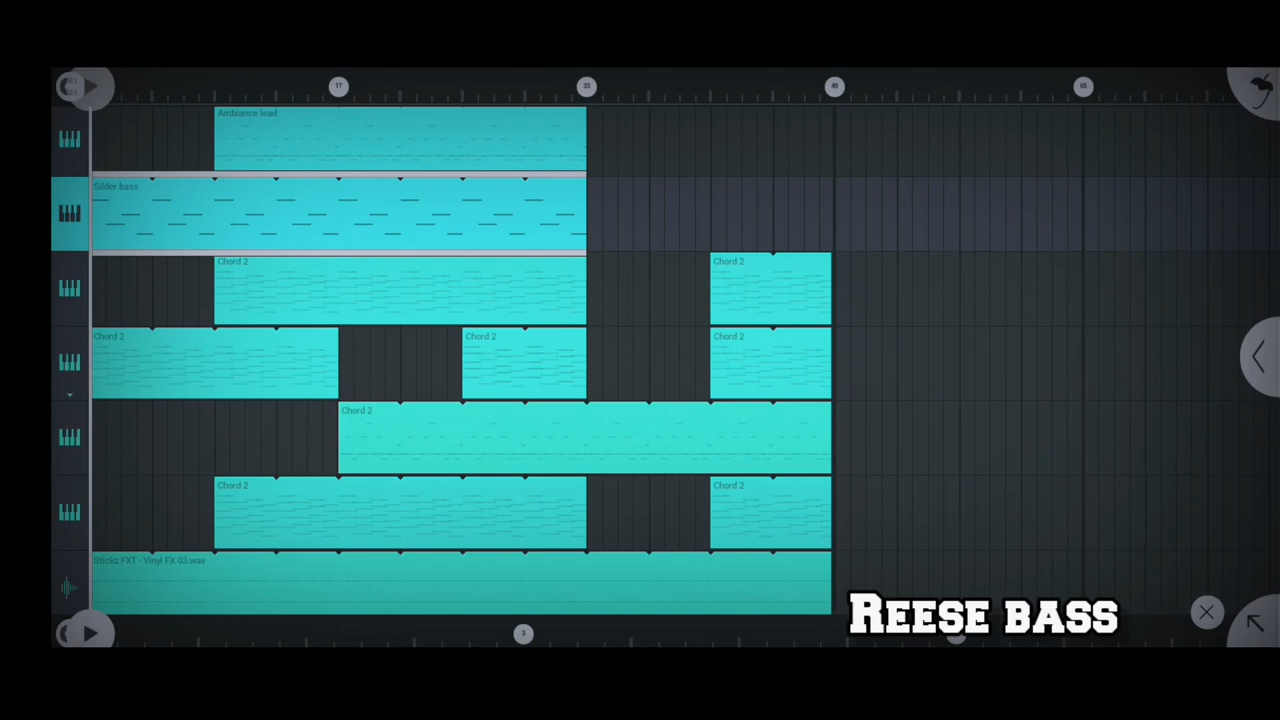 17 33 49 65
Ambiance lead
Silder bass
Chord 2 Chord 2
Chord 2 Chord 2 Chord 2
Chord 2
Chord 2 Chord 2
Stickz FXT - Vinyl FX 03.wav
REESE BASS
3